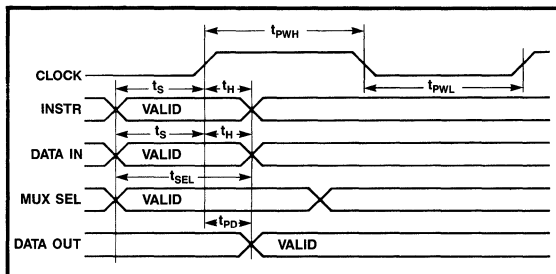 tPWH
CLOCK
tS tH tPWL
INSTR VALID
tS tH
DATA IN VALID
tSEL
MUX SEL VALID
tPD
DATA OUT VALID